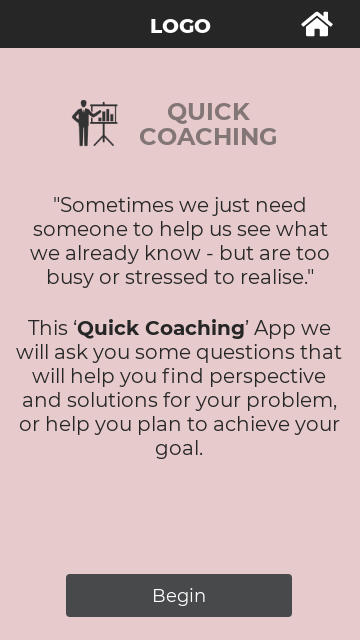 LOGO
QUICK
COACHING
"Sometimes we just need
someone to help us see what
we already know - but are too
busy or stressed to realise."
This ‘Quick Coaching’ App we
will ask you some questions that
will help you find perspective
and solutions for your problem,
or help you plan to achieve your
goal.
Begin